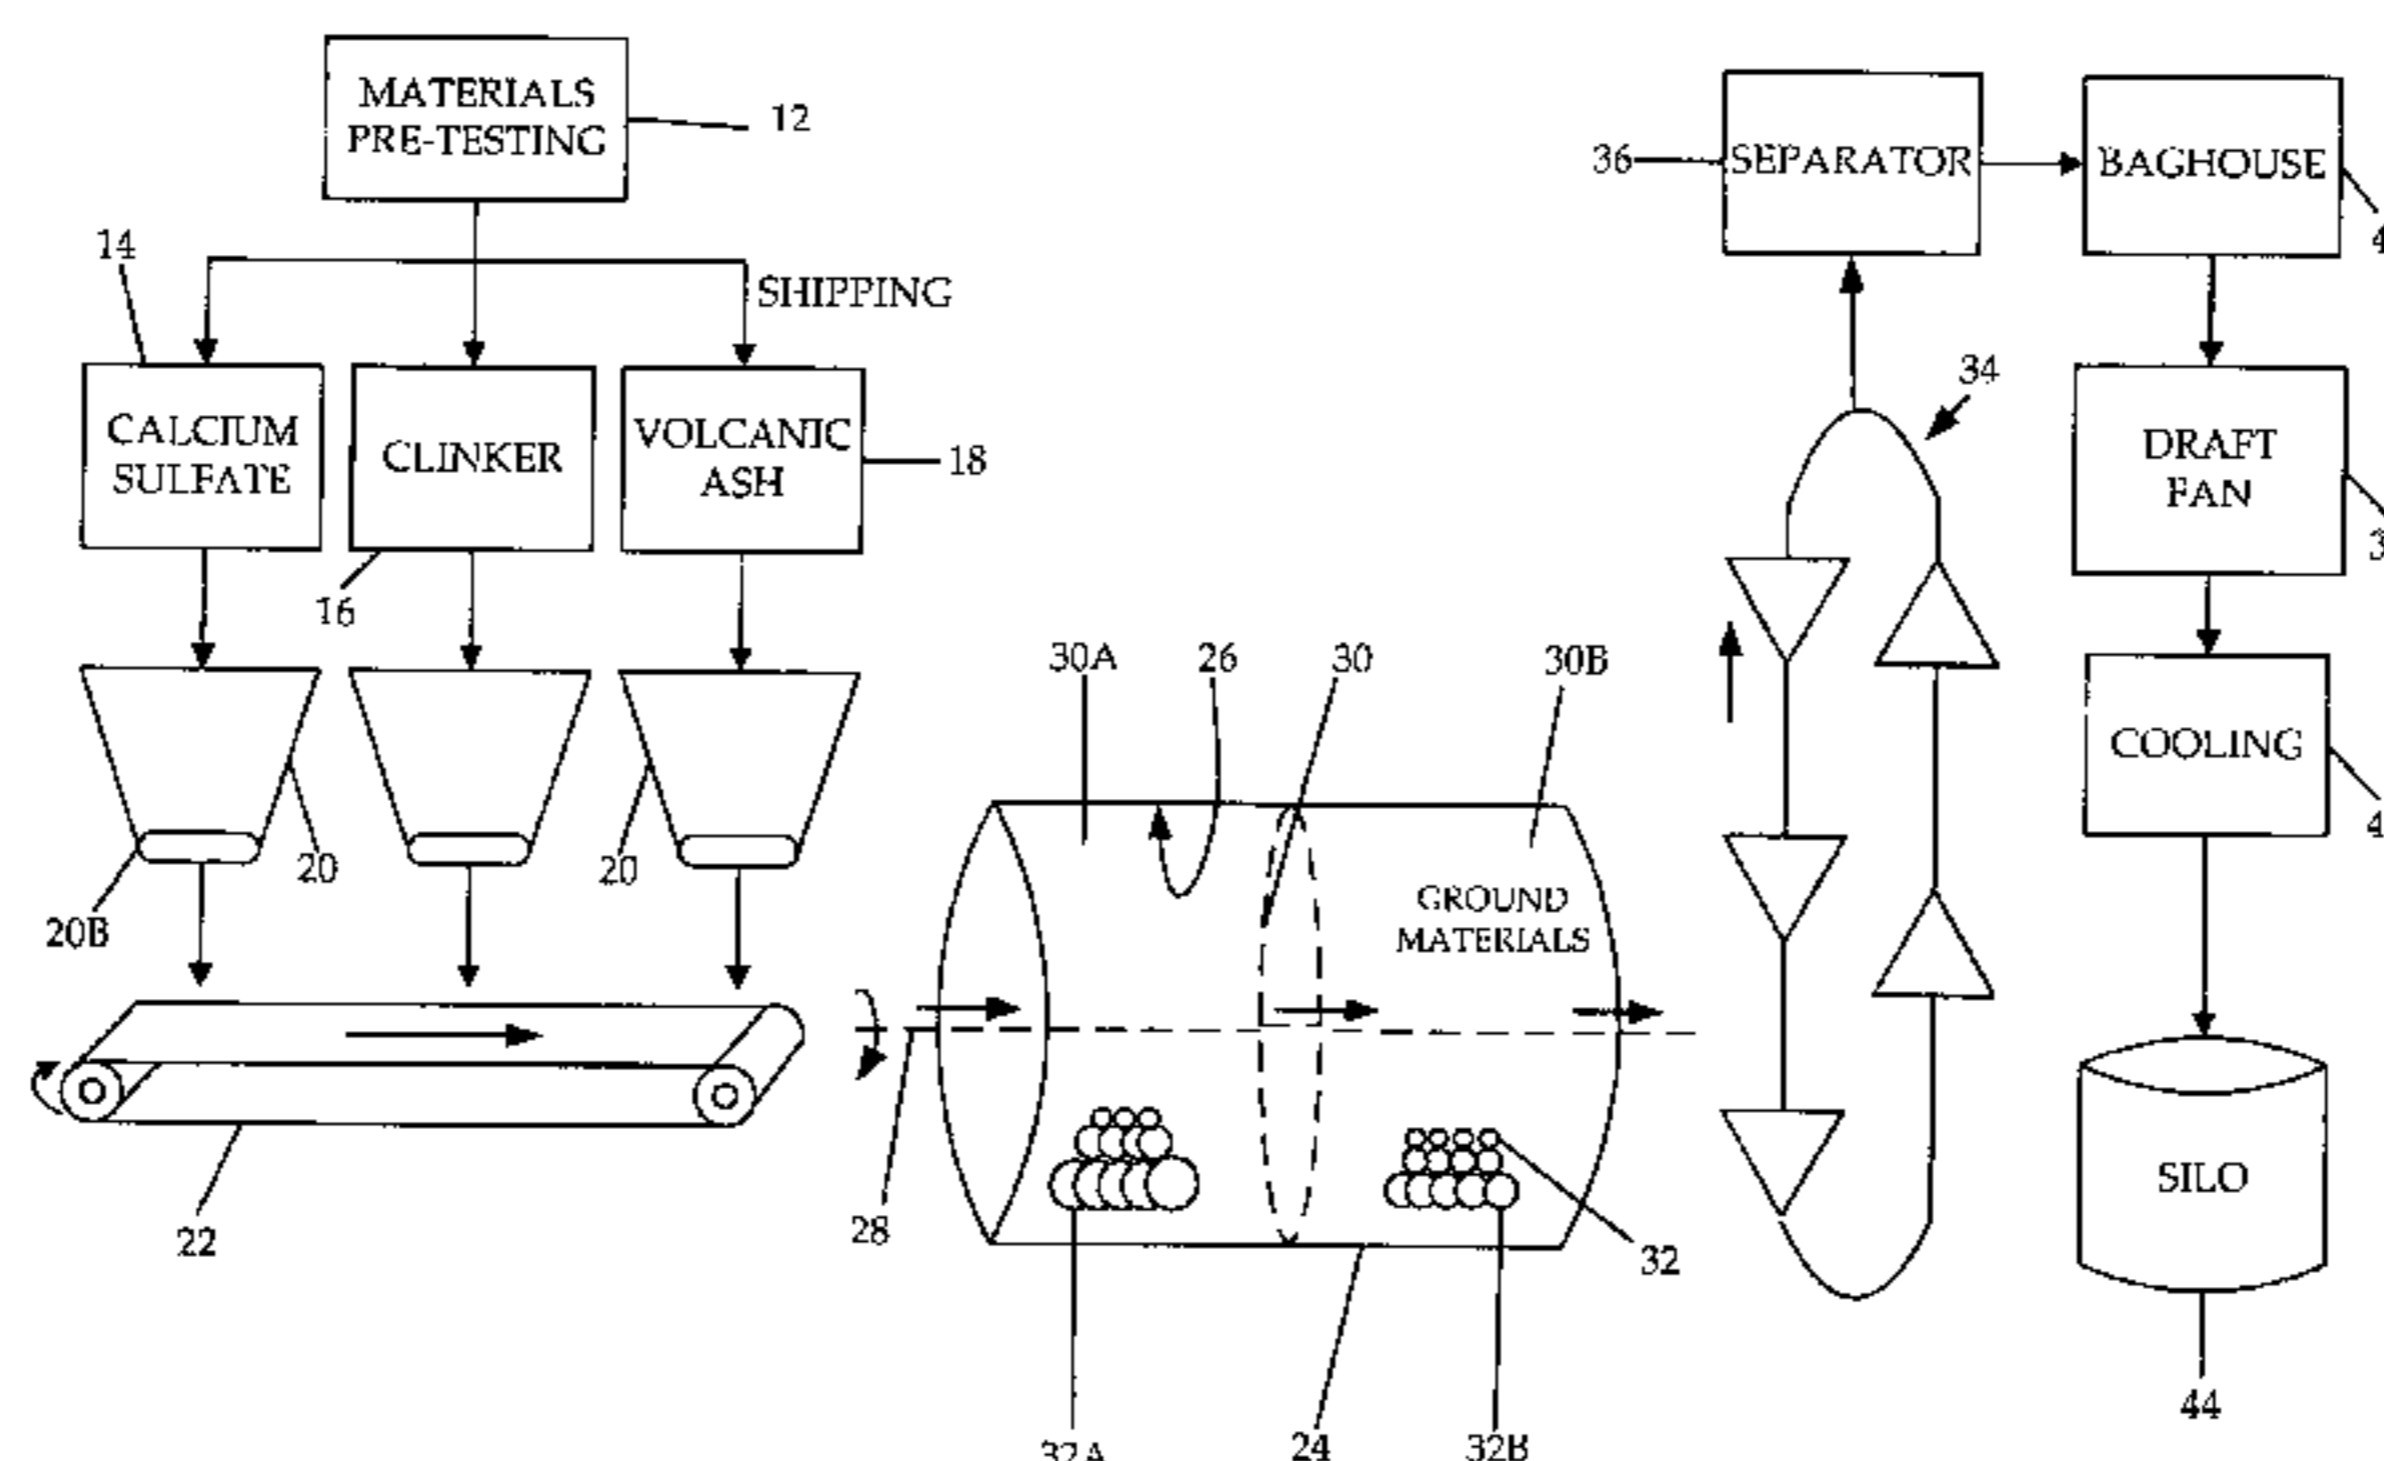 MATERIALS
PRE-TESTING
12
14
SHIPPING
CALCIUM
SULFATE
CLINKER
VOLCANIC
ASH
18
16
20
20
20B
22
30A
26
30
30B
GROUND
MATERIALS
28
32
32A
24
32B
36
SEPARATOR
BAGHOUSE
34
DRAFT
FAN
COOLING
SILO
44